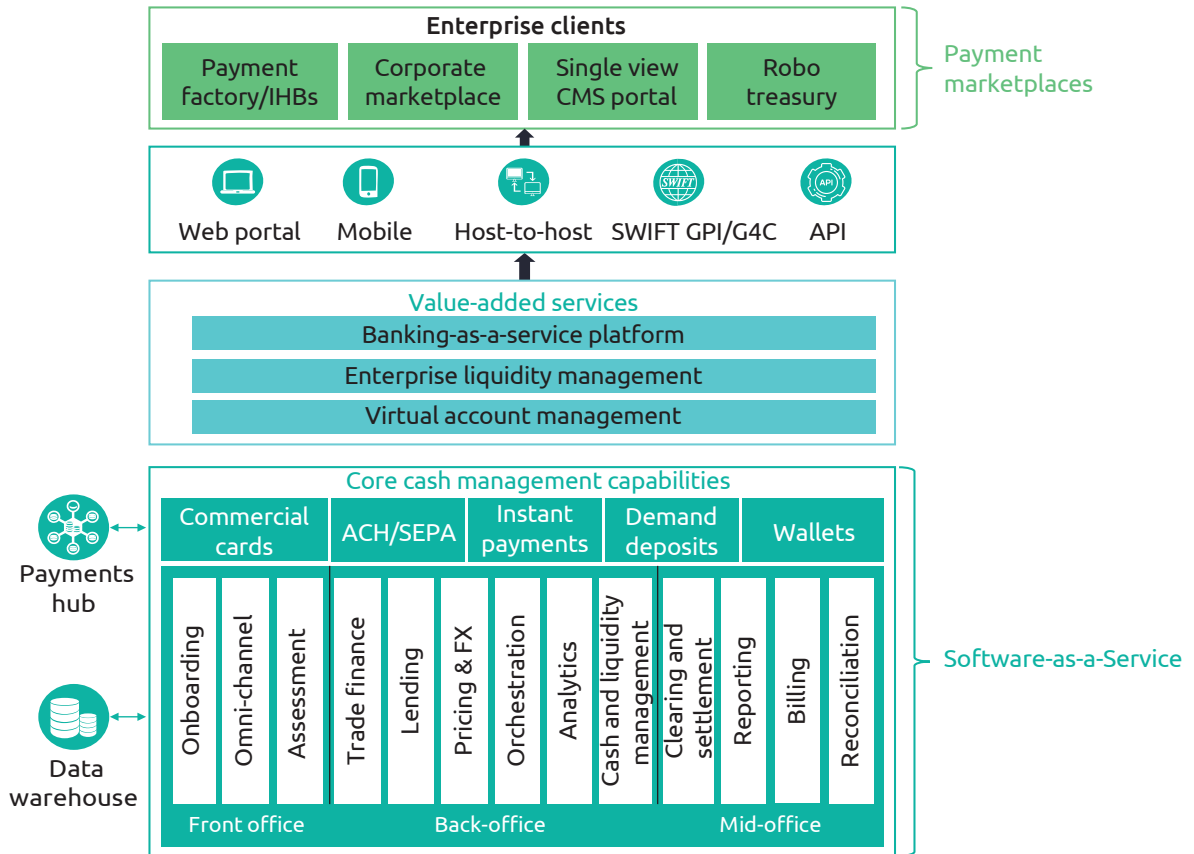 Enterprise clients
Payment
factory/IHBs
Corporate
marketplace
Single view
CMS portal
Robo
treasury
Payment
marketplaces
SWIFT
API
Web portal
Mobile
Host-to-host
SWIFT GPI/G4C
API
Value-added services
Banking-as-a-service platform
Enterprise liquidity management
Virtual account management
Core cash management capabilities
Commercial
cards
ACH/SEPA
Instant
payments
Demand
deposits
Wallets
Payments
hub
Data
warehouse
Onboarding
Omni-channel
Assessment
Trade finance
Lending
Pricing & FX
Orchestration
Analytics
Cash and liquidity
management
Clearing and
settlement
Reporting
Billing
Reconciliation
Front office
Back-office
Mid-office
Software-as-a-Service